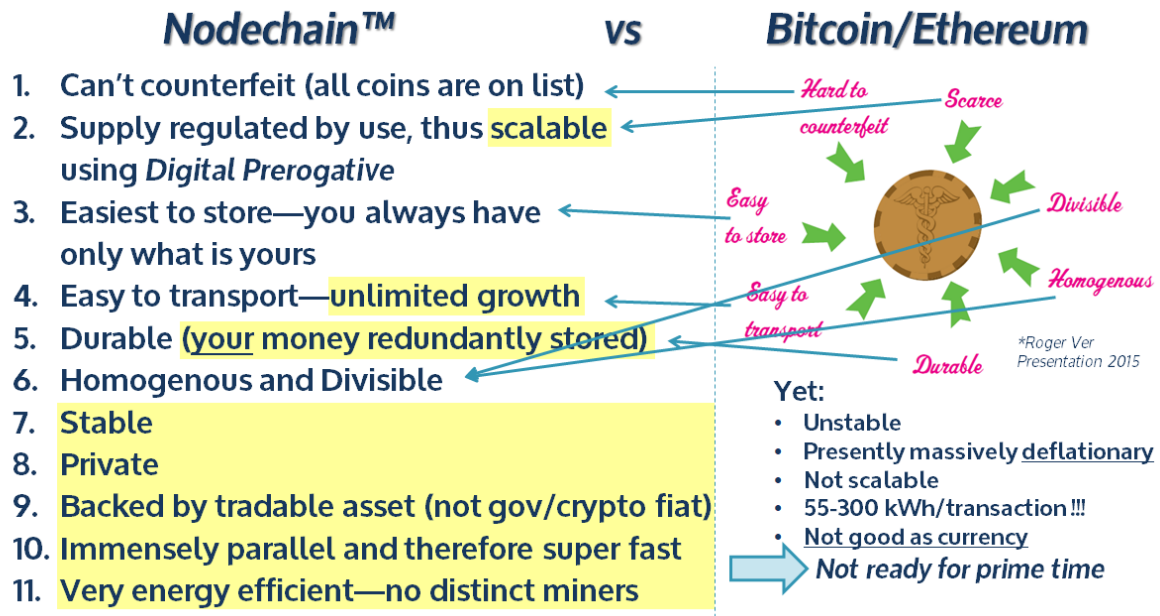 Nodechain™ vs Bitcoin/Ethereum
1. Can't counterfeit (all coins are on list)
2. Supply regulated by use, thus scalable
using Digital Prerogative
3. Easiest to store—you always have
only what is yours
4. Easy to transport—unlimited growth
5. Durable (your money redundantly stored)
6. Homogenous and Divisible
7. Stable
8. Private
9. Backed by tradable asset (not gov/crypto fiat)
10. Immensely parallel and therefore super fast
11. Very energy efficient—no distinct miners
Hard to
counterfeit
Scarce
Easy
to store
Divisible
Easy to
transport
Homogenous
Durable
*Roger Ver
Presentation 2015
Yet:
• Unstable
• Presently massively deflationary
• Not scalable
• 55-300 kWh/transaction !!!
• Not good as currency
Not ready for prime time